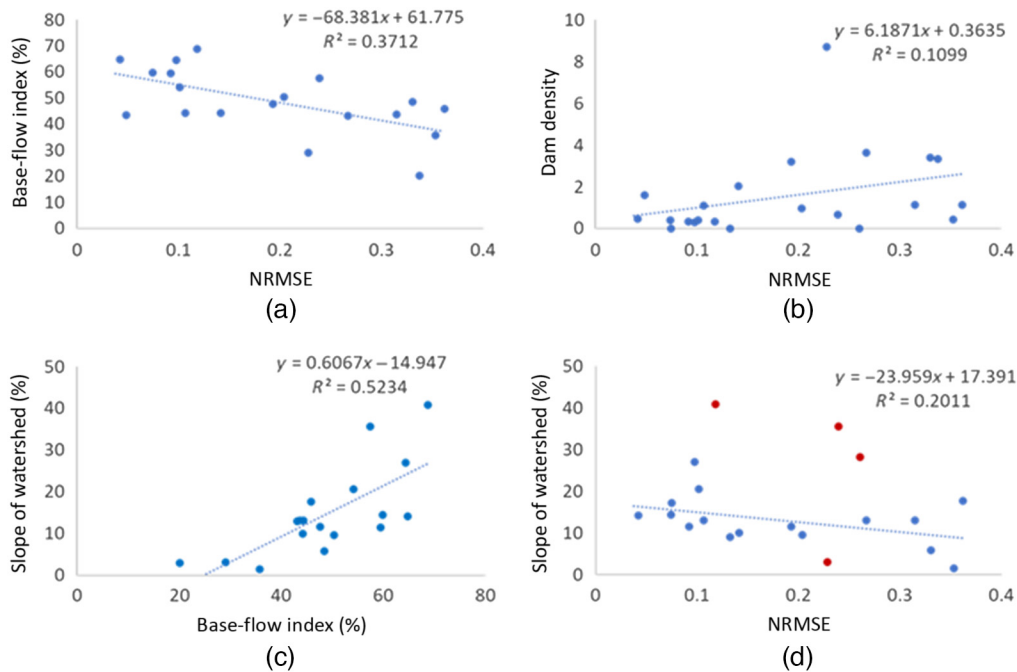 y = −68.381x + 61.775
R² = 0.3712
Base-flow index (%)
80
70
60
50
40
30
20
10
0
0
0.1
0.2
0.3
0.4
NRMSE
(a)
y = 6.1871x + 0.3635
R² = 0.1099
Dam density
10
8
6
4
2
0
0
0.1
0.2
0.3
0.4
NRMSE
(b)
y = 0.6067x − 14.947
R² = 0.5234
Slope of watershed (%)
50
40
30
20
10
0
0
20
40
60
80
Base-flow index (%)
(c)
y = −23.959x + 17.391
R² = 0.2011
Slope of watershed (%)
50
40
30
20
10
0
0
0.1
0.2
0.3
0.4
NRMSE
(d)